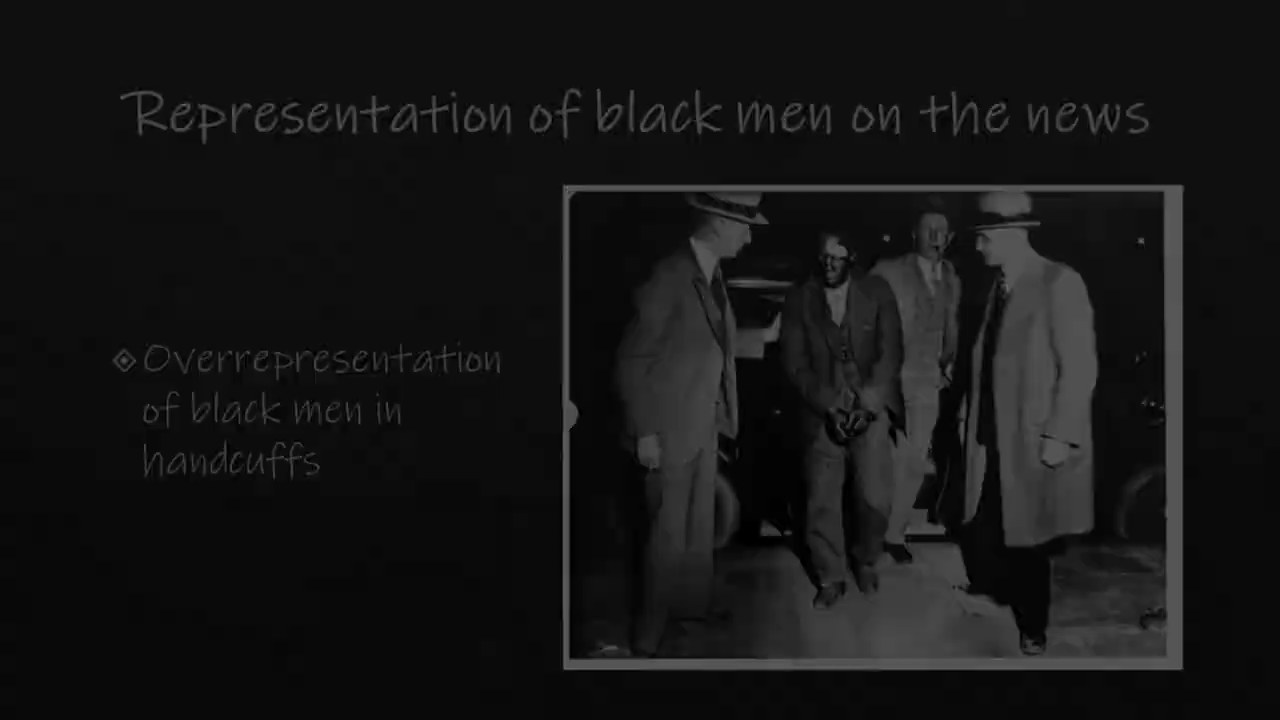 Representation of black men on the news
Overrepresentation
of black men in
handcuffs